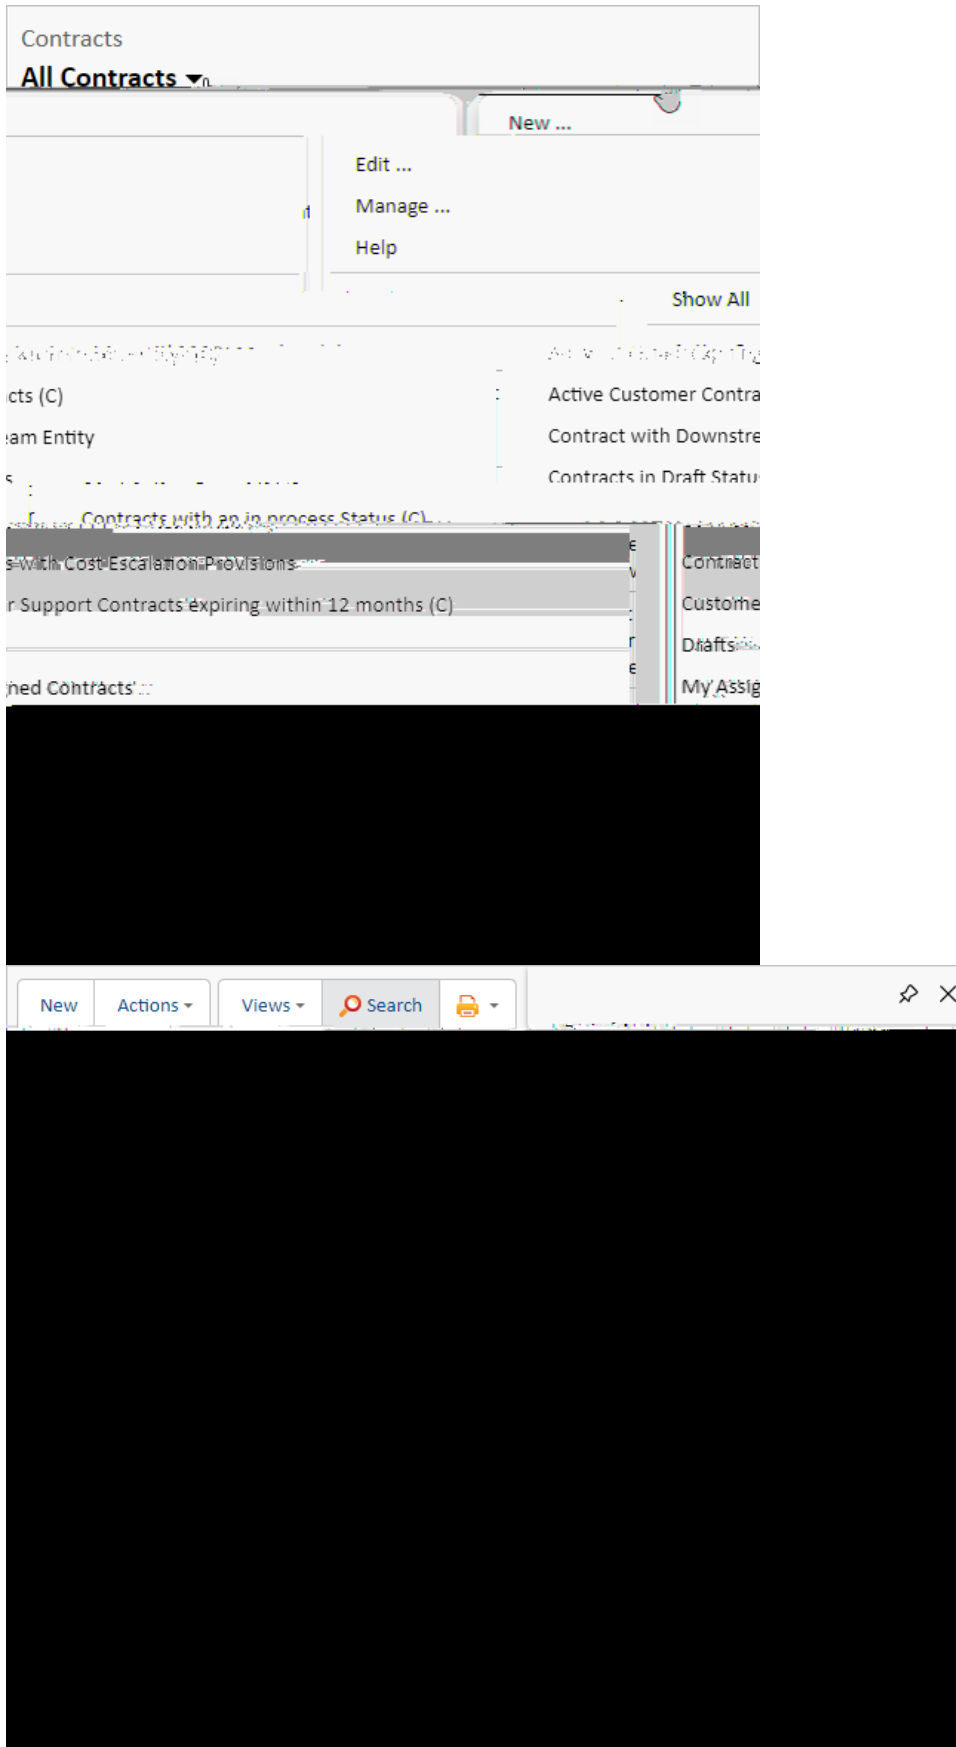 Contracts
All Contracts
New ...
Edit ...
Manage ...
Help
Show All
cts (C)
Active Customer Contra
eam Entity
Contract with Downstre
Contracts in Draft Statu
Contracts with an in process Status (C)
s with Cost Escalation Provisions
Contract
r Support Contracts expiring within 12 months (C)
Custome
Drafts
ned Contracts
My Assig
New Actions Views Search